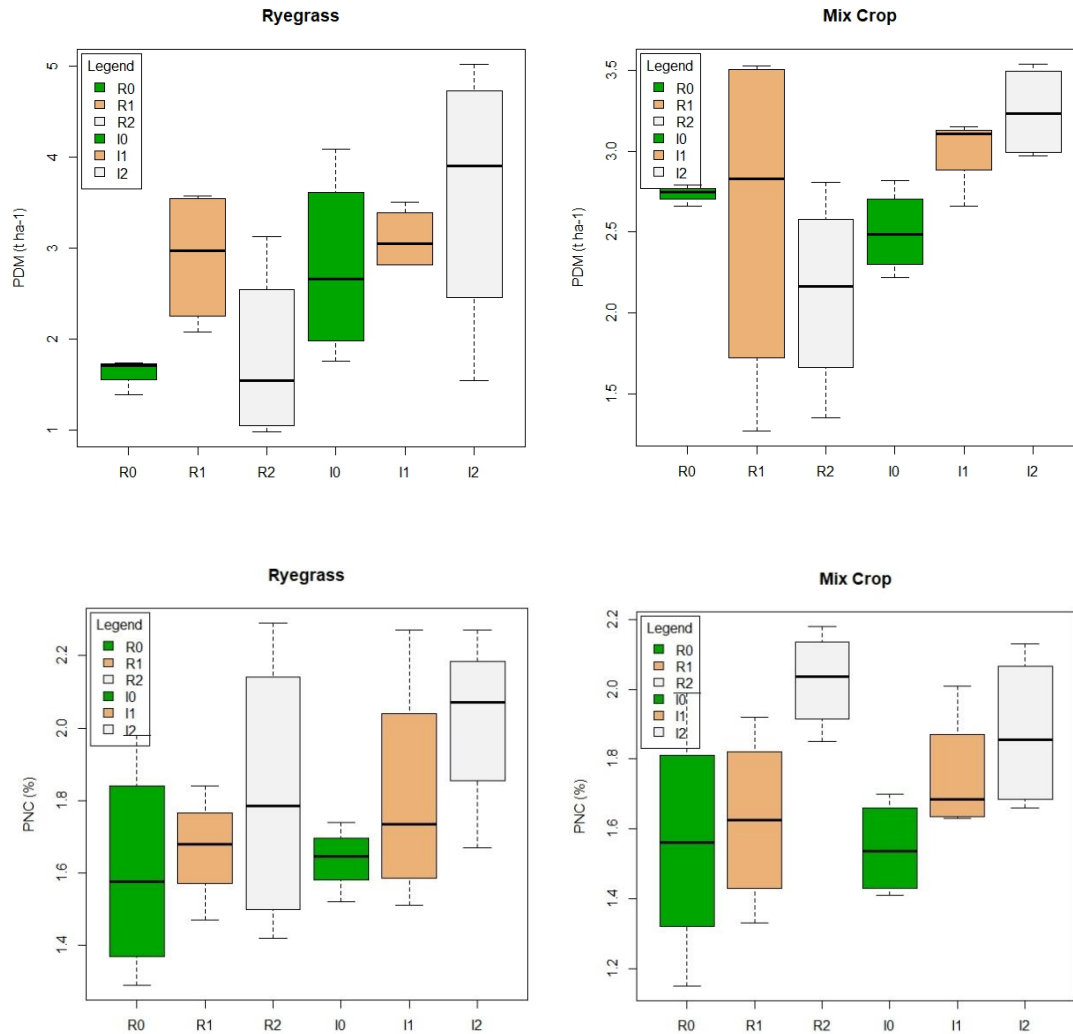 Ryegrass
Legend
R0
R1
R2
I0
I1
I2
PDM (t ha-1)
5
4
3
2
1
R0 R1 R2 I0 I1 I2
Mix Crop
Legend
R0
R1
R2
I0
I1
I2
PDM (t ha-1)
3.5
3.0
2.5
2.0
1.5
R0 R1 R2 I0 I1 I2
Ryegrass
Legend
R0
R1
R2
I0
I1
I2
PNC (%)
2.2
2.0
1.8
1.6
1.4
R0 R1 R2 I0 I1 I2
Mix Crop
Legend
R0
R1
R2
I0
I1
I2
PNC (%)
2.2
2.0
1.8
1.6
1.4
1.2
R0 R1 R2 I0 I1 I2